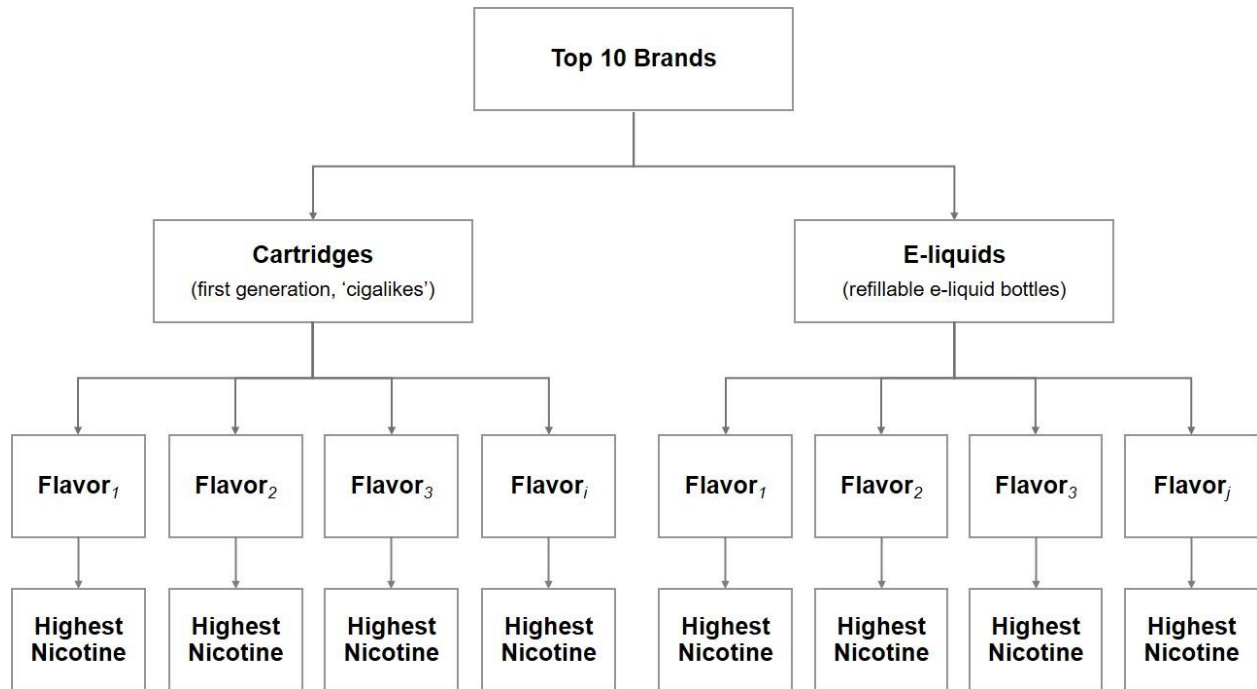 Top 10 Brands
Cartridges
(first generation, ‘cigalikes’)
E-liquids
(refillable e-liquid bottles)
Flavor1
Flavor2
Flavor3
Flavori
Flavor1
Flavor2
Flavor3
Flavorj
Highest
Nicotine
Highest
Nicotine
Highest
Nicotine
Highest
Nicotine
Highest
Nicotine
Highest
Nicotine
Highest
Nicotine
Highest
Nicotine